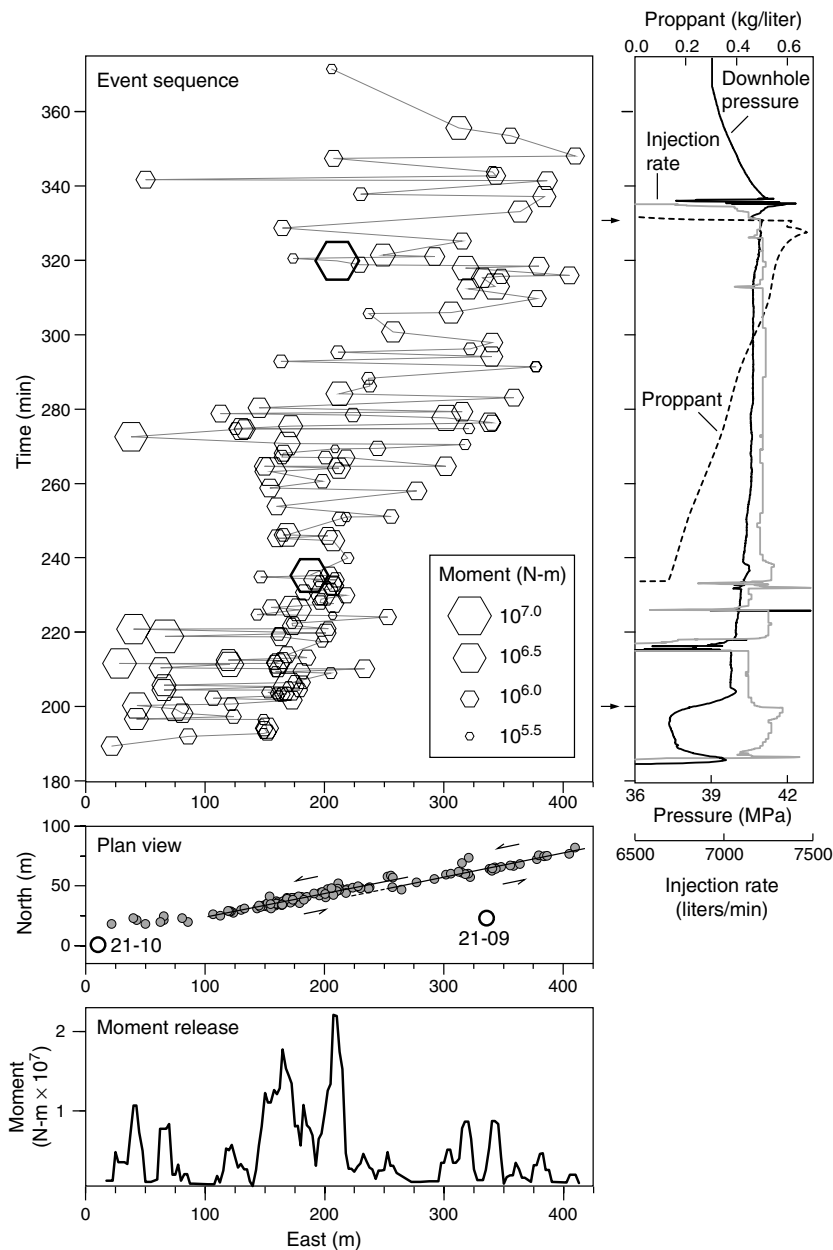 Proppant (kg/liter)
0.0 0.2 0.4 0.6
Event sequence
Downhole
pressure
Injection
rate
Proppant
360
340
320
300
280
260
240
220
200
180
Time (min)
Moment (N-m)
10^7.0
10^6.5
10^6.0
10^5.5
0 100 200 300 400
36 39 42
Pressure (MPa)
6500 7000 7500
Injection rate
(liters/min)
Plan view
100
50
0
North (m)
21-10
21-09
0 100 200 300 400
Moment release
2
1
Moment
(N-m × 10^7)
0 100 200 300 400
East (m)